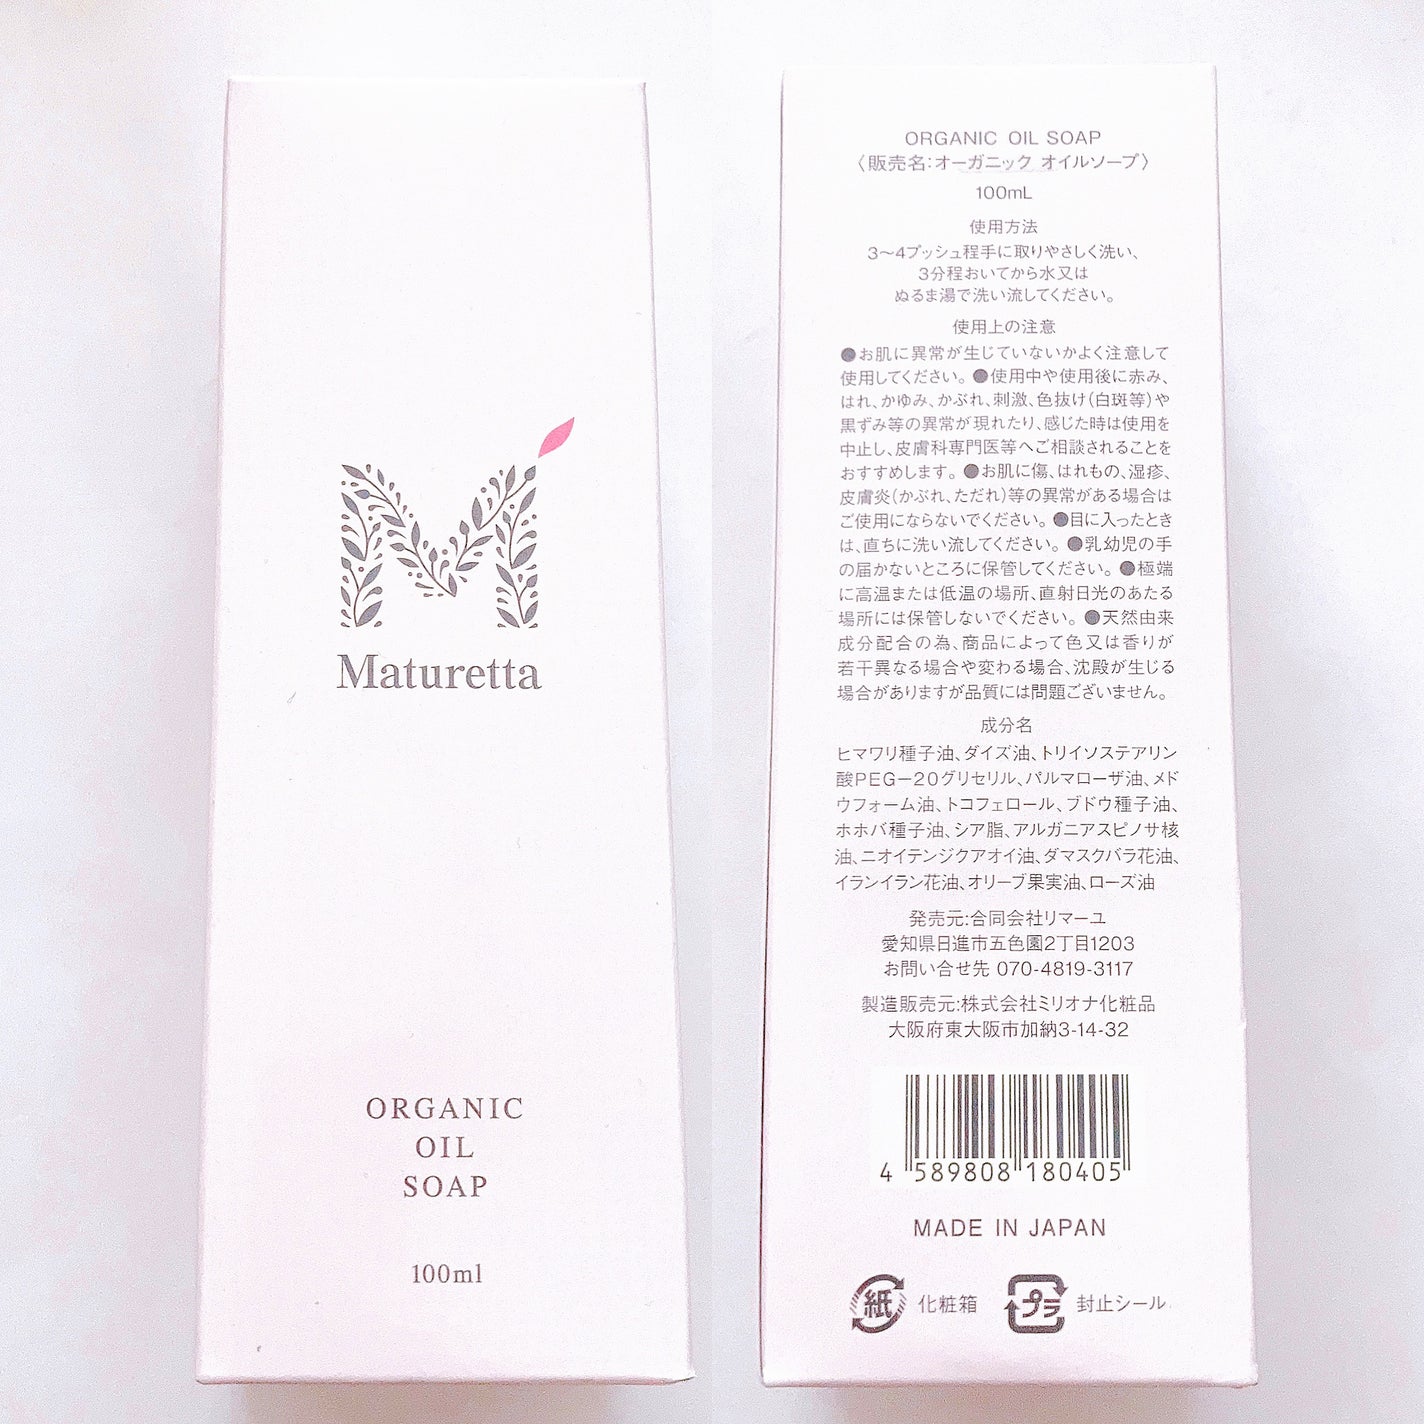 Maturetta
ORGANIC
OIL
SOAP
100ml
ORGANIC OIL SOAP
〈販売名:オーガニック オイルソープ〉
100mL
使用方法
3〜4プッシュ程手に取りやさしく洗い、
3分程おいてから水又は
ぬるま湯で洗い流してください。
使用上の注意
●お肌に異常が生じていないかよく注意して
使用してください。●使用中や使用後に赤み、
はれ、かゆみ、かぶれ、刺激、色抜け(白斑等)や
黒ずみ等の異常が現れたり、感じた時は使用を
中止し、皮膚科専門医等へご相談されることを
おすすめします。●お肌に傷、はれもの、湿疹、
皮膚炎(かぶれ、ただれ)等の異常がある場合は
ご使用にならないでください。●目に入ったとき
は、直ちに洗い流してください。●乳幼児の手
の届かないところに保管してください。●極端
に高温または低温の場所、直射日光のあたる
場所には保管しないでください。●天然由来
成分配合の為、商品によって色又は香りが
若干異なる場合や変わる場合、沈殿が生じる
場合がありますが品質には問題ございません。
成分名
ヒマワリ種子油、ダイズ油、トリイソステアリン
酸PEG−20グリセリル、パルマローザ油、メド
ウフォーム油、トコフェロール、ブドウ種子油、
ホホバ種子油、シア脂、アルガニアスピノサ核
油、ニオイテンジクアオイ油、ダマスクバラ花油、
イランイラン花油、オリーブ果実油、ローズ油
発売元:合同会社リマーユ
愛知県日進市五色園2丁目1203
お問い合せ先 070-4819-3117
製造販売元:株式会社ミリオナ化粧品
大阪府東大阪市加納3-14-32
4 589808 180405
MADE IN JAPAN
紙 化粧箱 プラ 封止シール